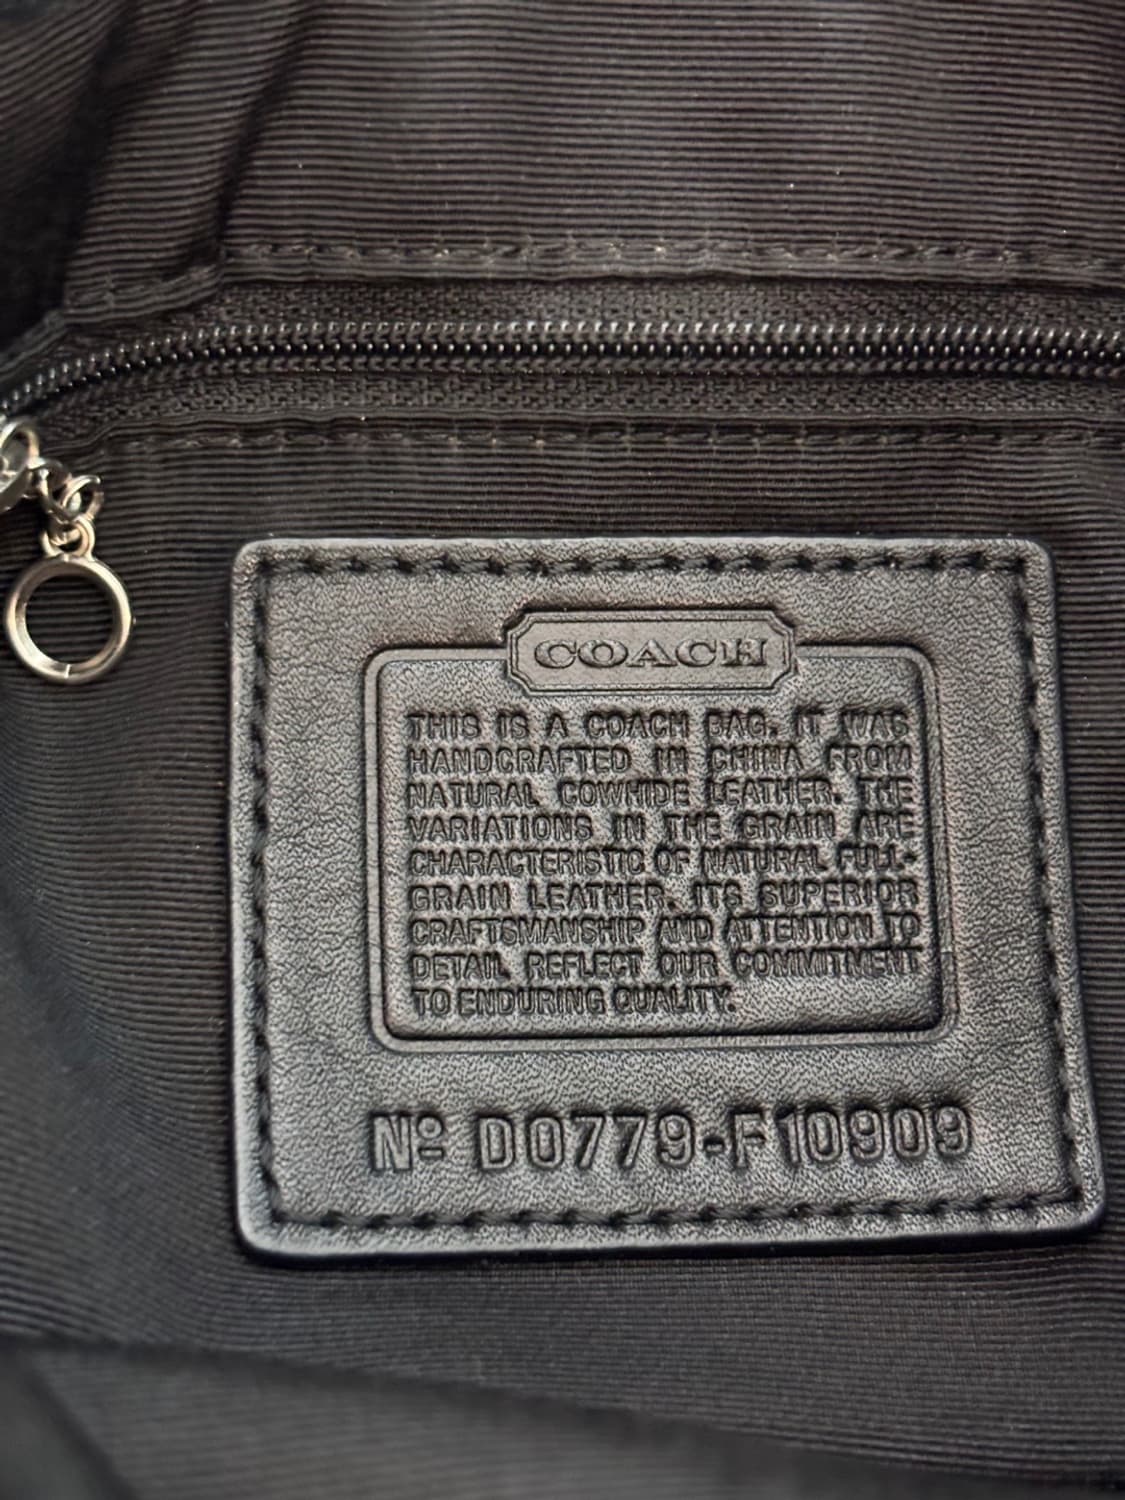 COACH
THIS IS A COACH BAG. IT WAS
HANDCRAFTED IN CHINA FROM
NATURAL COWHIDE LEATHER. THE
VARIATIONS IN THE GRAIN ARE
CHARACTERISTIC OF NATURAL FULL-
GRAIN LEATHER. ITS SUPERIOR
CRAFTSMANSHIP AND ATTENTION TO
DETAIL REFLECT OUR COMMITMENT
TO ENDURING QUALITY.
Nº D0779-F10909